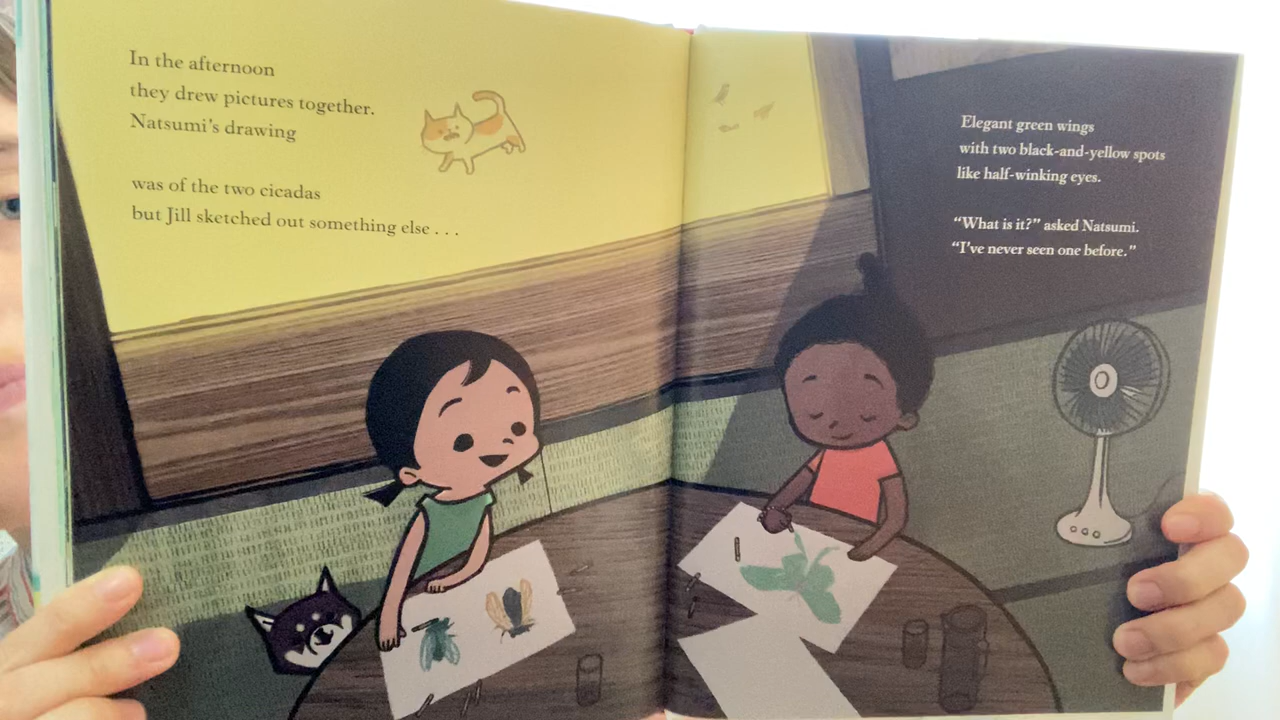 In the afternoon
they drew pictures together.
Natsumi's drawing
was of the two cicadas
but Jill sketched out something else . . .
Elegant green wings
with two black-and-yellow spots
like half-winking eyes.
“What is it?” asked Natsumi.
“I've never seen one before.”